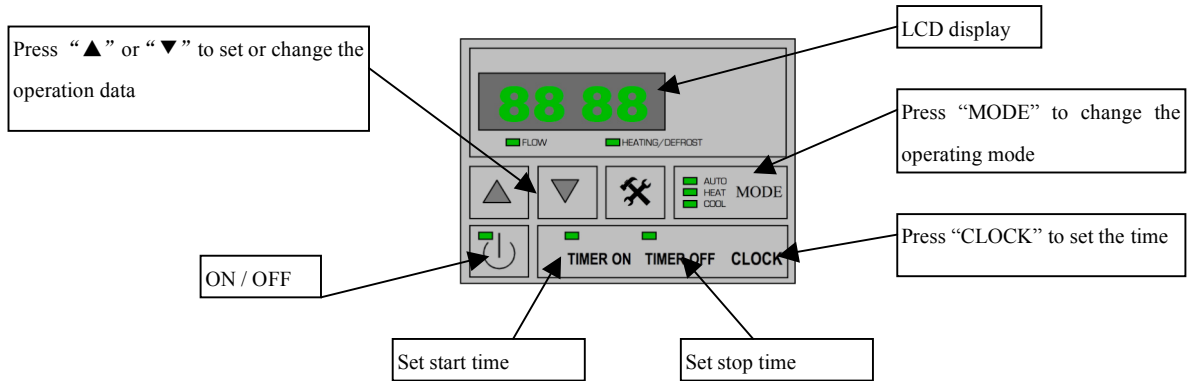 Press “▲” or “▼” to set or change the
operation data
LCD display
88 88
FLOW
HEATING/DEFROST
Press “MODE” to change the
operating mode
AUTO
HEAT
COOL
MODE
Press “CLOCK” to set the time
TIMER ON
TIMER OFF
CLOCK
ON / OFF
Set start time
Set stop time